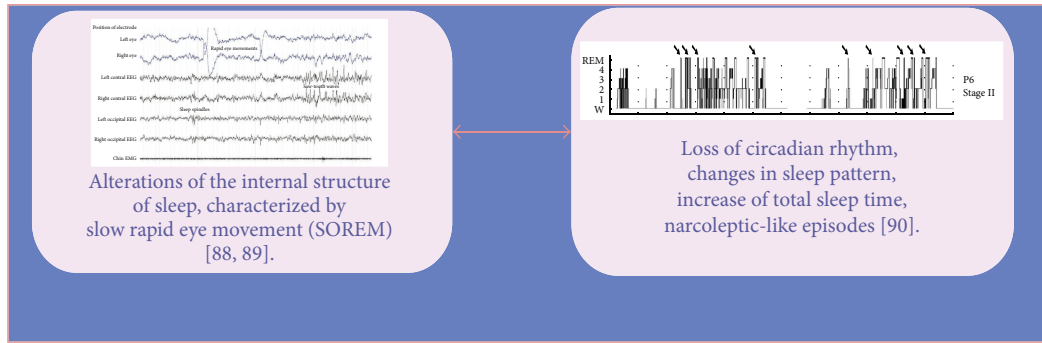 Position of electrode
Left eye
Rapid eye movements
Right eye
Left central EEG
Saw-tooth waves
Right central EEG
Sleep spindles
Left occipital EEG
Right occipital EEG
Chin EMG
Alterations of the internal structure
of sleep, characterized by
slow rapid eye movement (SOREM)
[88, 89].
REM
4
3
2
1
W
P6
Stage II
Loss of circadian rhythm,
changes in sleep pattern,
increase of total sleep time,
narcoleptic-like episodes [90].